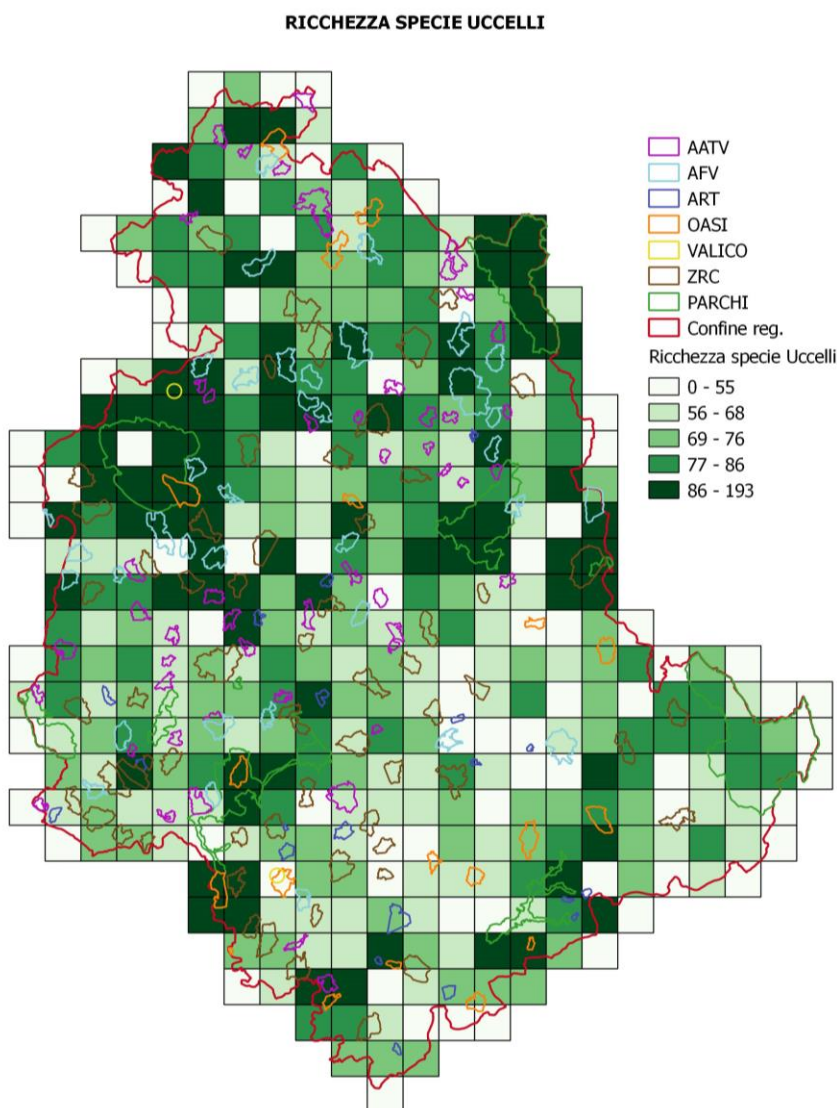 RICCHEZZA SPECIE UCCELLI
AATV
AFV
ART
OASI
VALICO
ZRC
PARCHI
Confine reg.
Ricchezza specie Uccelli
0 - 55
56 - 68
69 - 76
77 - 86
86 - 193